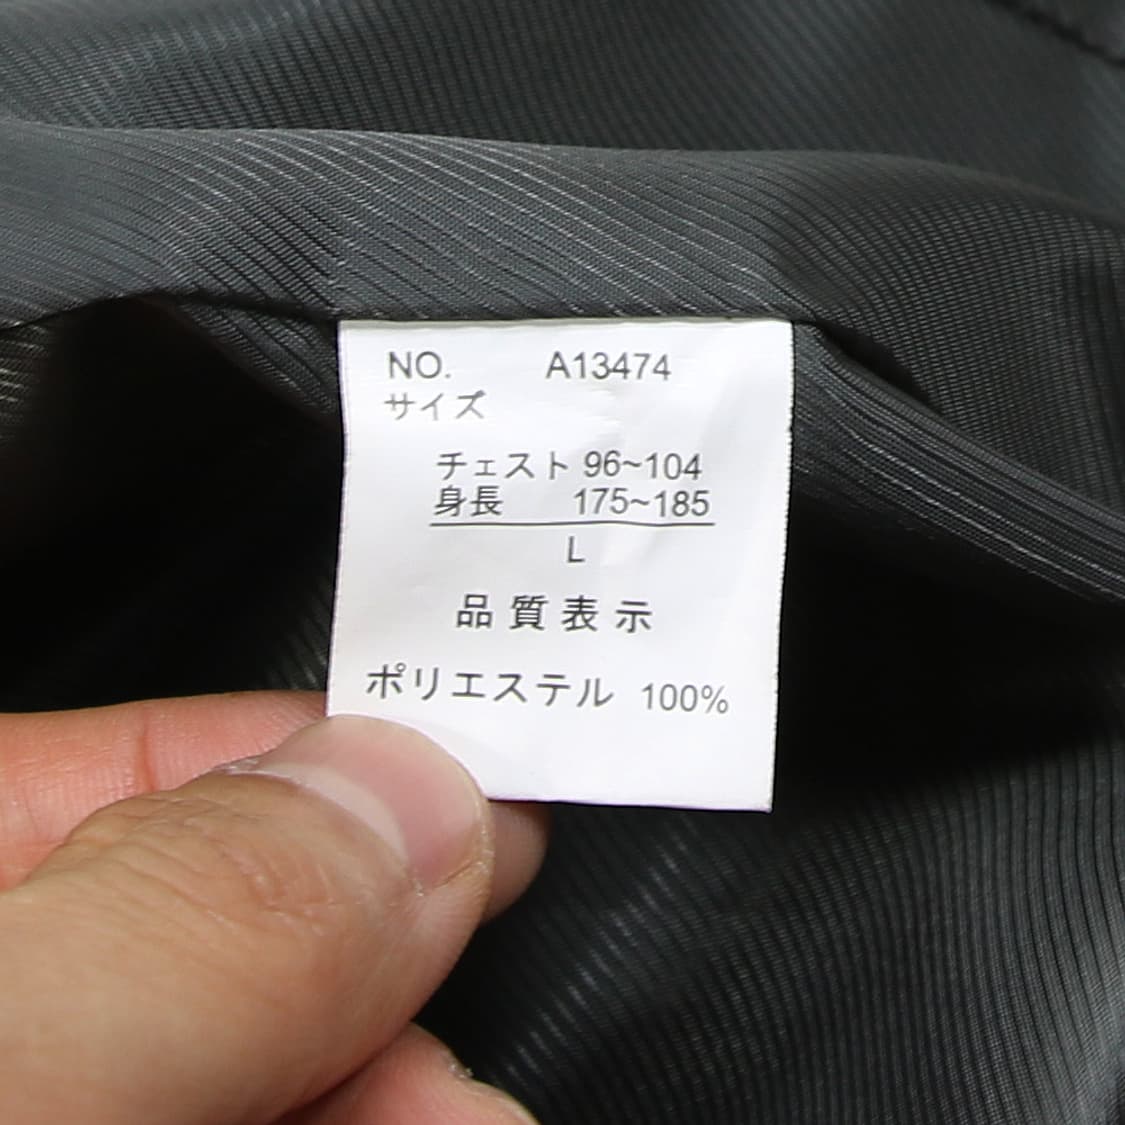 NO. A13474
サイズ
チェスト 96~104
身長 175~185
L
品質表示
ポリエステル 100%